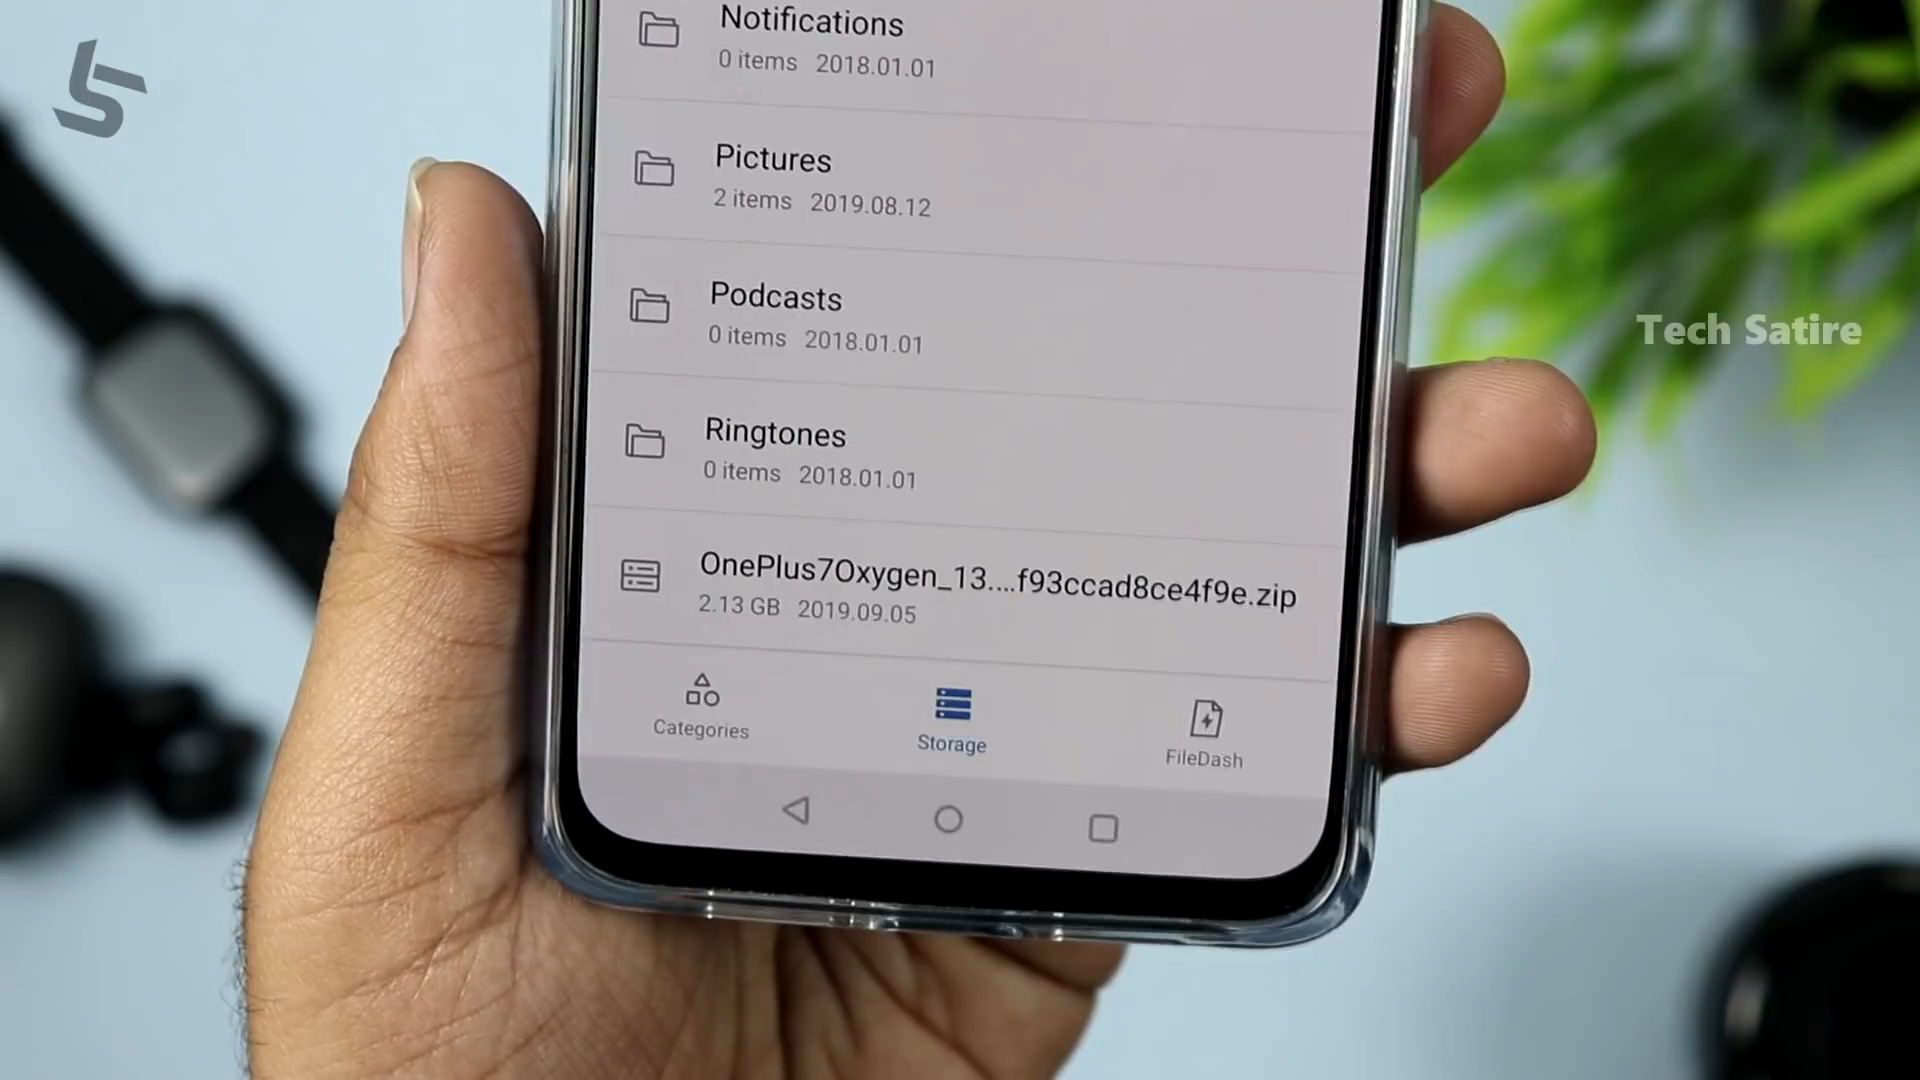 Notifications
0 items 2018.01.01
Pictures
2 items 2019.08.12
Tech Satire
Podcasts
0 items 2018.01.01
Ringtones
0 items 2018.01.01
OnePlus7Oxygen_13....f93ccad8ce4f9e.zip
2.13 GB 2019.09.05
Categories
Storage
FileDash